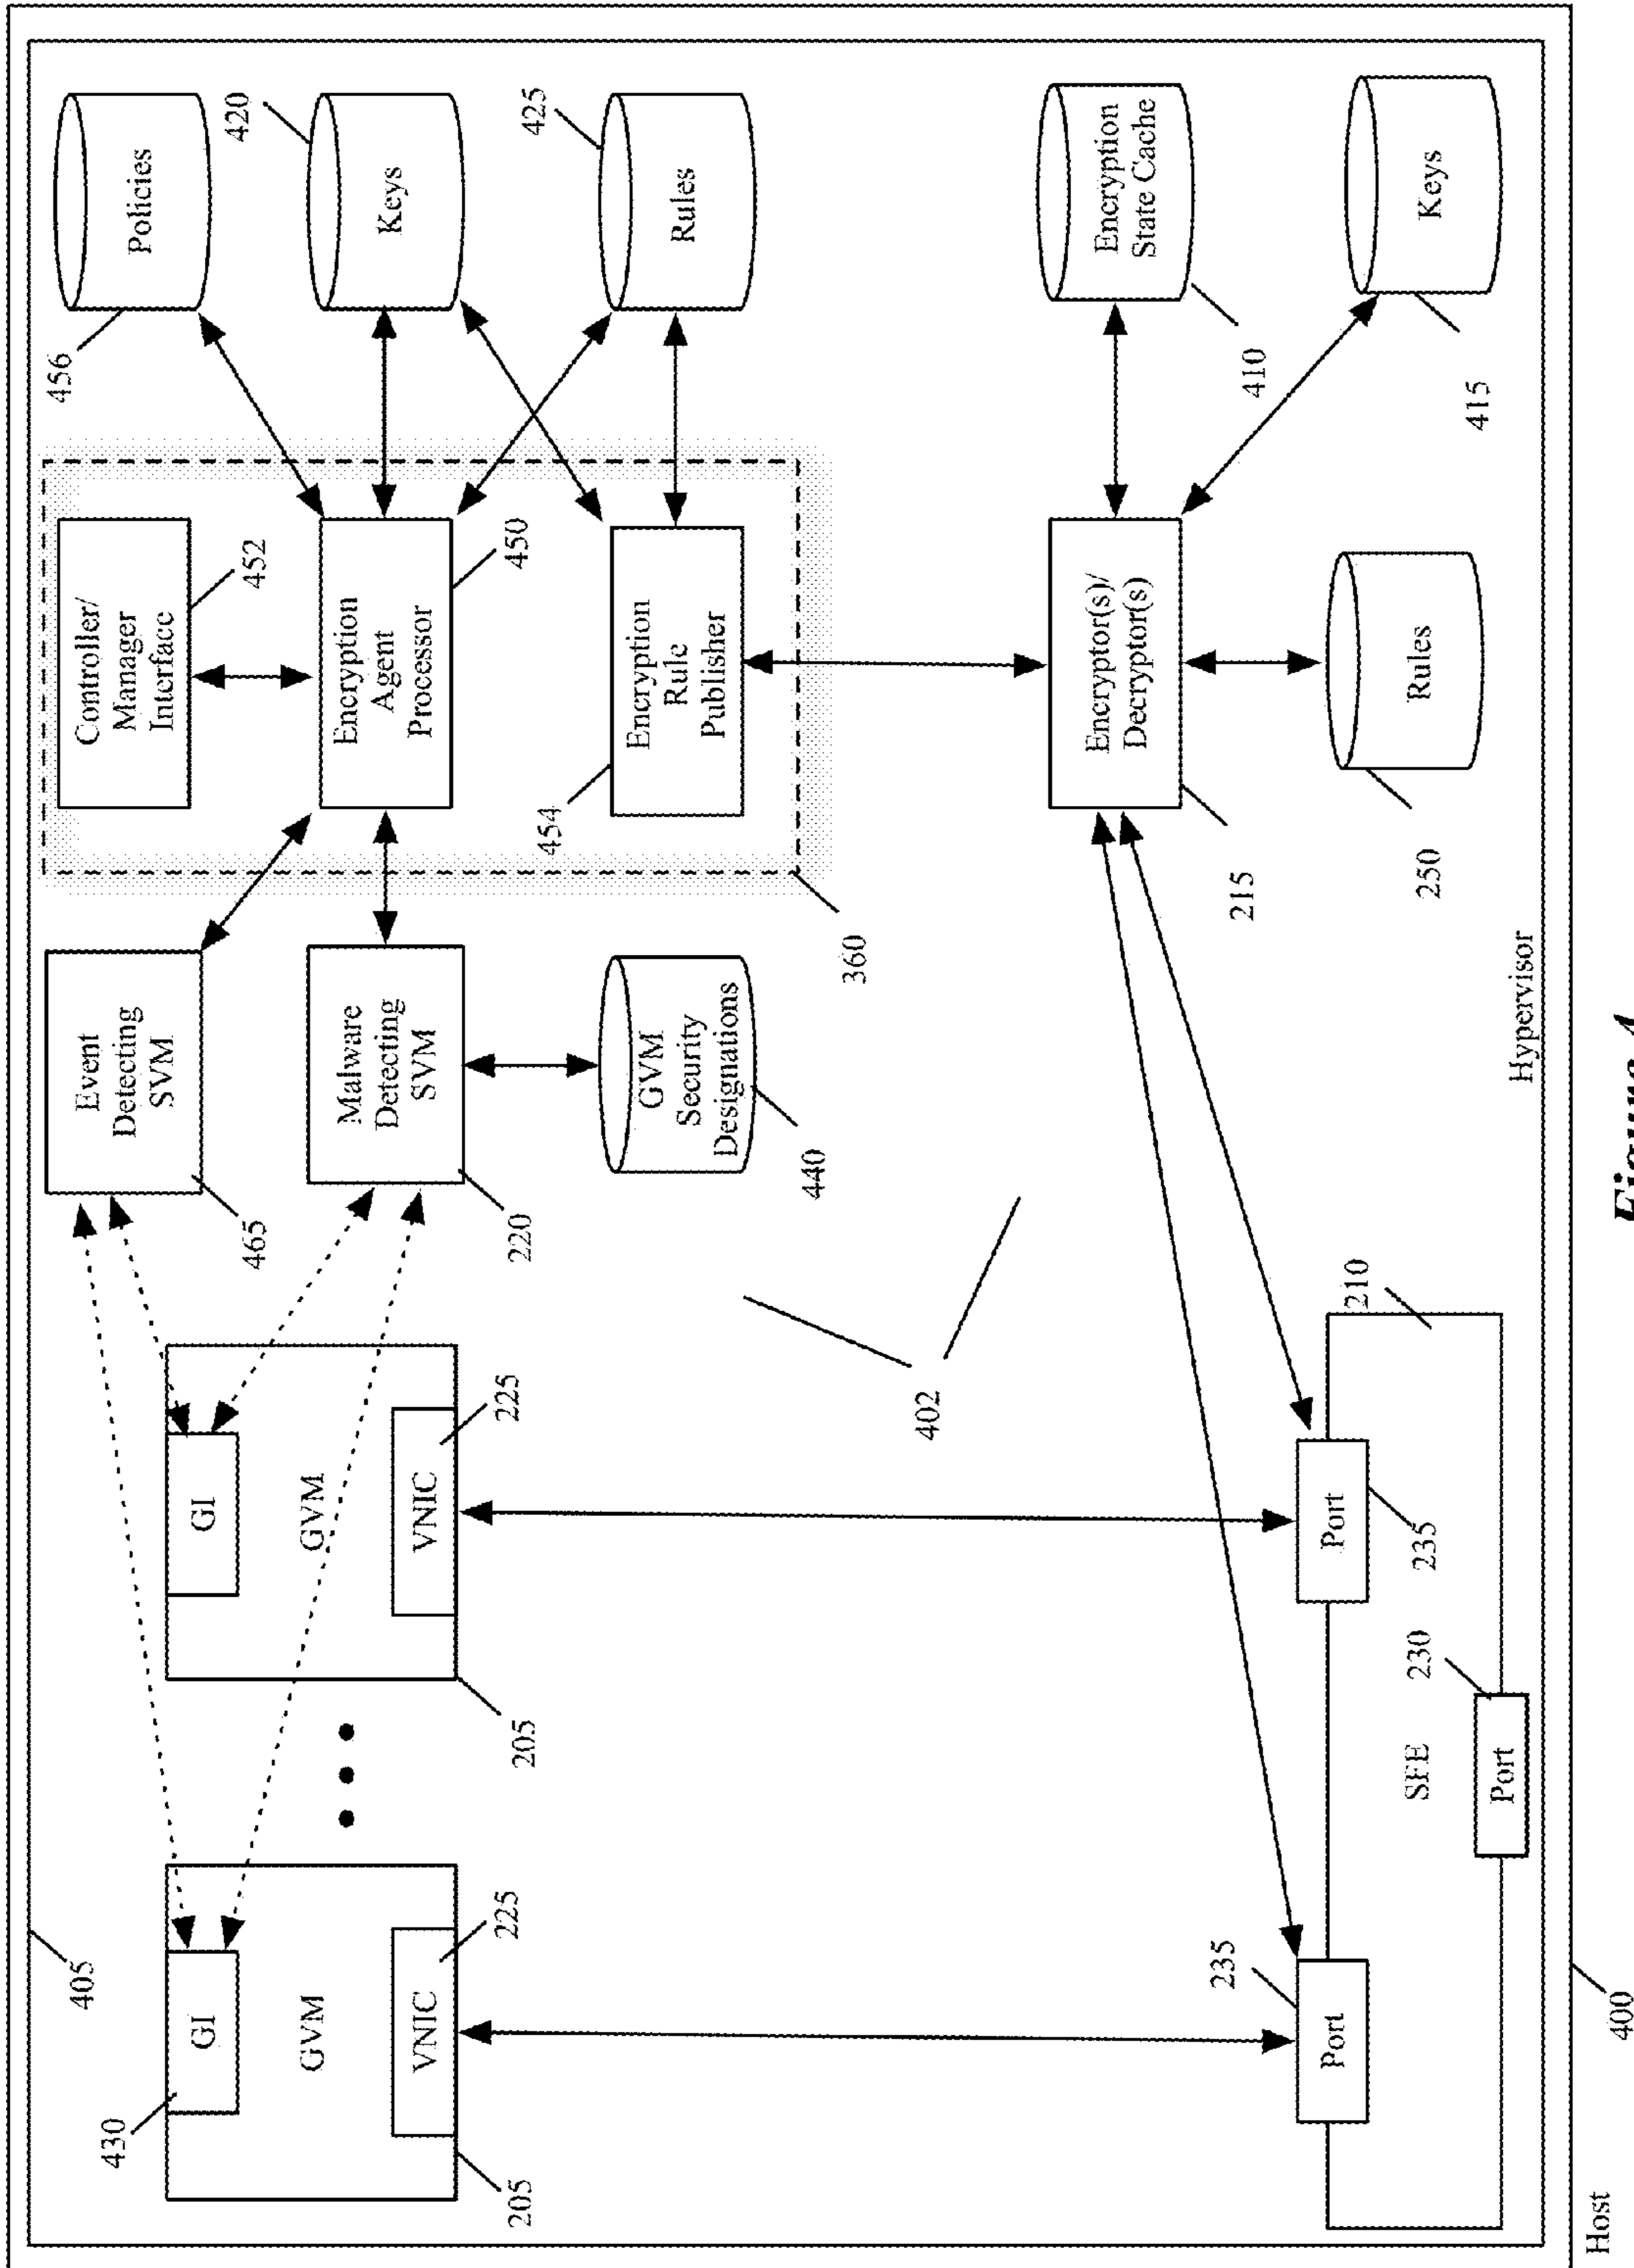 405
430
GI
GVM
VNIC
225
205
GI
GVM
VNIC
225
205
Event
Detecting
SVM
465
Malware
Detecting
SVM
220
GVM
Security
Designations
440
Controller/
Manager
Interface
452
Encryption
Agent
Processor
450
Encryption
Rule
Publisher
454
360
Policies
456
Keys
420
Rules
425
402
Encryptor(s)/
Decryptor(s)
215
Encryption
State Cache
410
Keys
415
Rules
250
Port
235
Port
235
SFE
210
Port
230
Hypervisor
Host
400
Figure 4